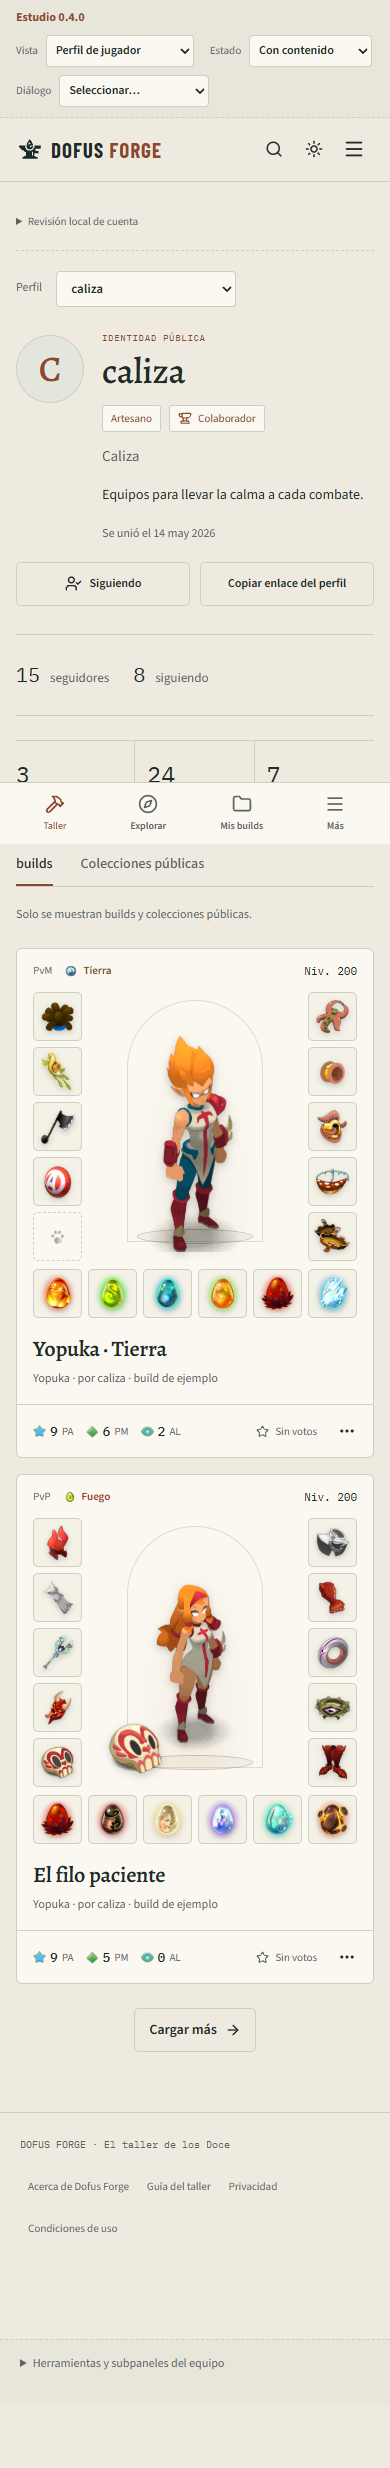 Estudio 0.4.0
Vista Perfil de jugador Estado Con contenido
Diálogo Seleccionar...
DOFUS FORGE
Revisión local de cuenta
Perfil caliza
C
IDENTIDAD PÚBLICA
caliza
Artesano Colaborador
Caliza
Equipos para llevar la calma a cada combate.
Se unió el 14 may 2026
Siguiendo Copiar enlace del perfil
15 seguidores 8 siguiendo
3 24 7
Taller Explorar Mis builds Más
builds Colecciones públicas
Solo se muestran builds y colecciones públicas.
PvM Tierra Niv. 200
Yopuka · Tierra
Yopuka · por caliza · build de ejemplo
9 PA 6 PM 2 AL Sin votos
PvP Fuego Niv. 200
El filo paciente
Yopuka · por caliza · build de ejemplo
9 PA 5 PM 0 AL Sin votos
Cargar más
DOFUS FORGE · El taller de los Doce
Acerca de Dofus Forge Guía del taller Privacidad
Condiciones de uso
Herramientas y subpaneles del equipo